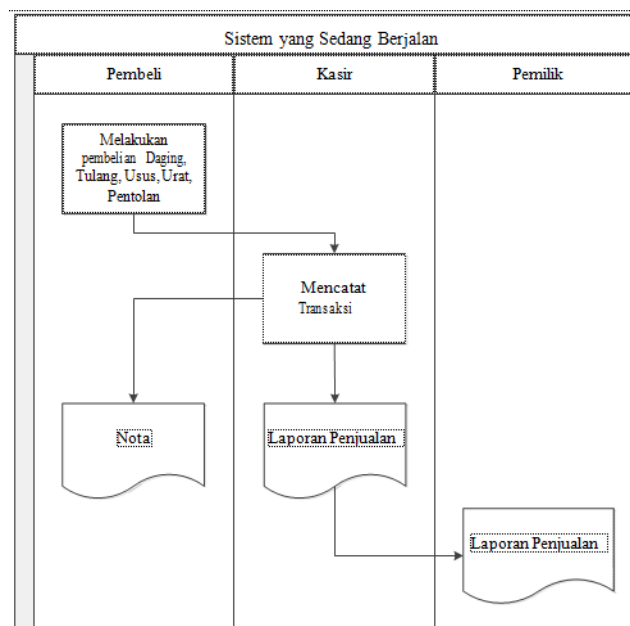 Sistem yang Sedang Berjalan
Pembeli
Kasir
Pemilik
Melakukan
pembelian Daging,
Tulang, Usus, Urat,
Pentolan
Mencatat
Transaksi
Nota
Laporan Penjualan
Laporan Penjualan